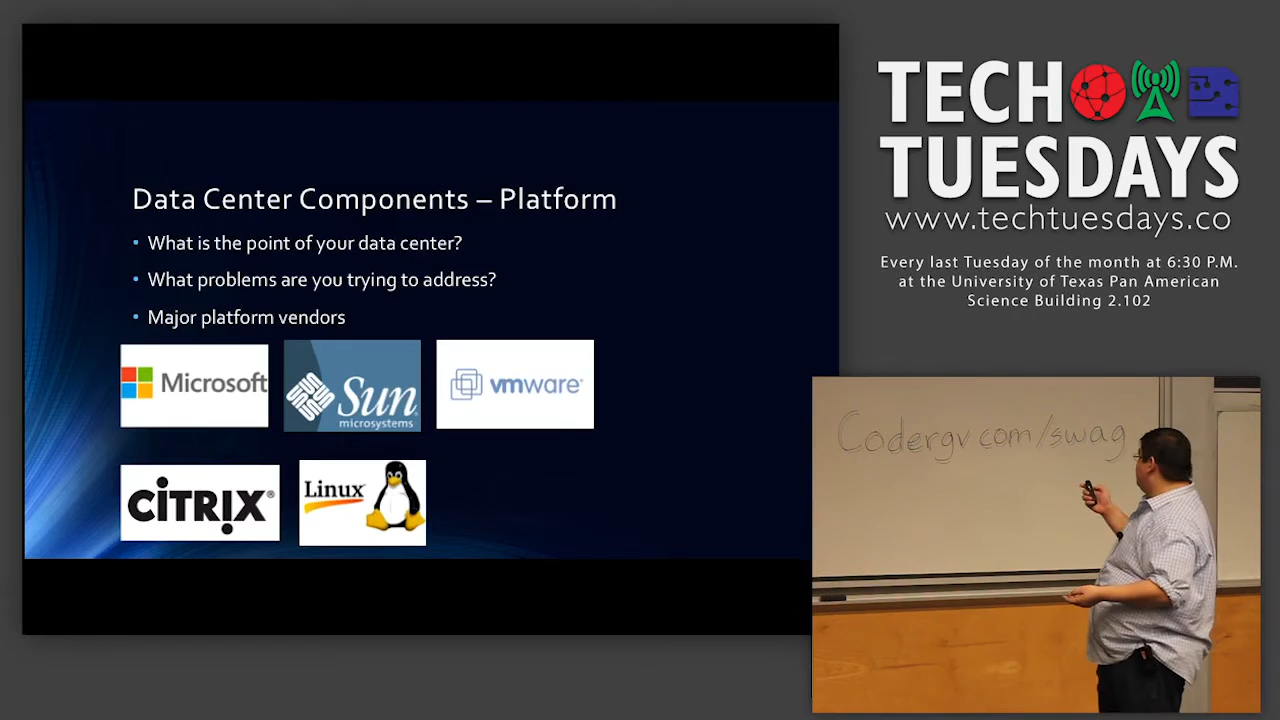 Data Center Components – Platform
• What is the point of your data center?
• What problems are you trying to address?
• Major platform vendors
Microsoft
Sun
microsystems
vmware®
CiTRIX®
Linux
TECH
TUESDAYS
www.techtuesdays.co
Every last Tuesday of the month at 6:30 P.M.
at the University of Texas Pan American
Science Building 2.102
Codergv.com/swag